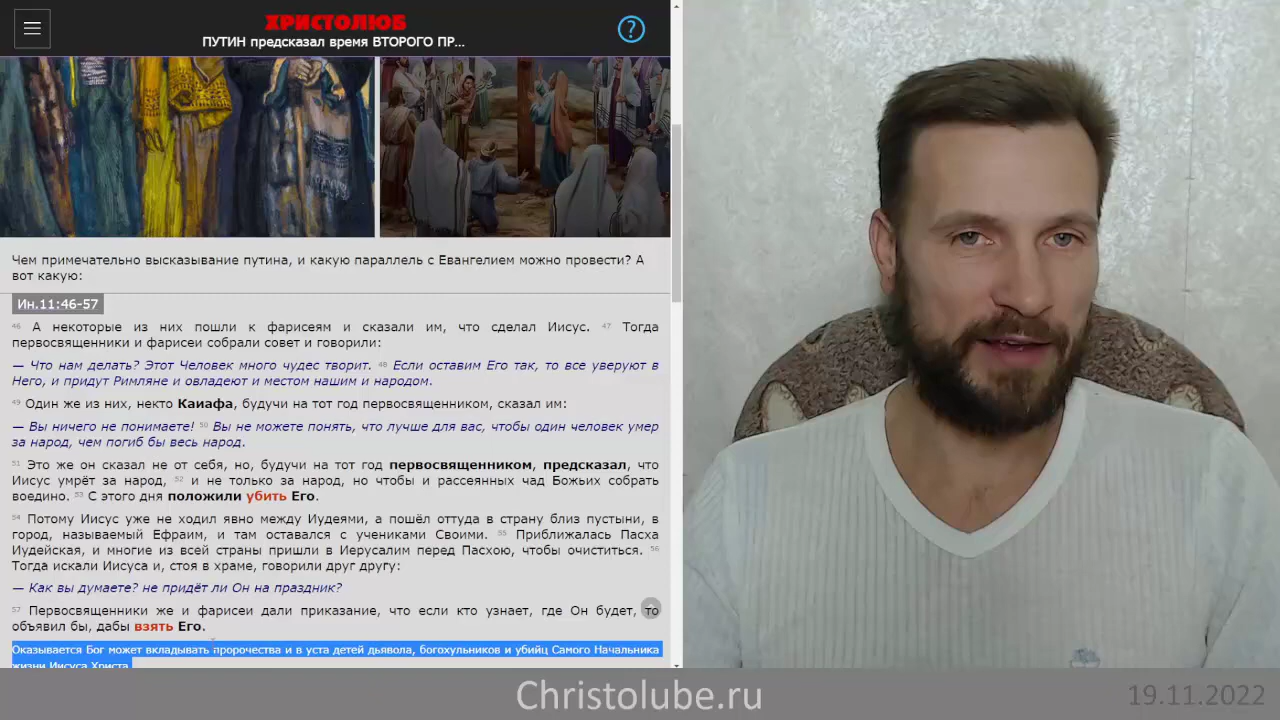 ХРИСТОЛЮБ
ПУТИН предсказал время ВТОРОГО ПР...
?
Чем примечательно высказывание путина, и какую параллель с Евангелием можно провести? А
вот какую:
Ин.11:46-57
46 А некоторые из них пошли к фарисеям и сказали им, что сделал Иисус. 47 Тогда
первосвященники и фарисеи собрали совет и говорили:
— Что нам делать? Этот Человек много чудес творит. 48 Если оставим Его так, то все уверуют в
Него, и придут Римляне и овладеют и местом нашим и народом.
49 Один же из них, некто Каиафа, будучи на тот год первосвященником, сказал им:
— Вы ничего не понимаете! 50 Вы не можете понять, что лучше для вас, чтобы один человек умер
за народ, чем погиб бы весь народ.
51 Это же он сказал не от себя, но, будучи на тот год первосвященником, предсказал, что
Иисус умрёт за народ, 52 и не только за народ, но чтобы и рассеянных чад Божьих собрать
воедино. 53 С этого дня положили убить Его.
54 Потому Иисус уже не ходил явно между Иудеями, а пошёл оттуда в страну близ пустыни, в
город, называемый Ефраим, и там оставался с учениками Своими. 55 Приближалась Пасха
Иудейская, и многие из всей страны пришли в Иерусалим перед Пасхою, чтобы очиститься. 56
Тогда искали Иисуса и, стоя в храме, говорили друг другу:
— Как вы думаете? не придёт ли Он на праздник?
57 Первосвященники же и фарисеи дали приказание, что если кто узнает, где Он будет, то
объявил бы, дабы взять Его.
Оказывается Бог может вкладывать пророчества и в уста детей дьявола, богохульников и убийц Самого Начальника
жизни Иисуса Христа
Christolube.ru
19.11.2022